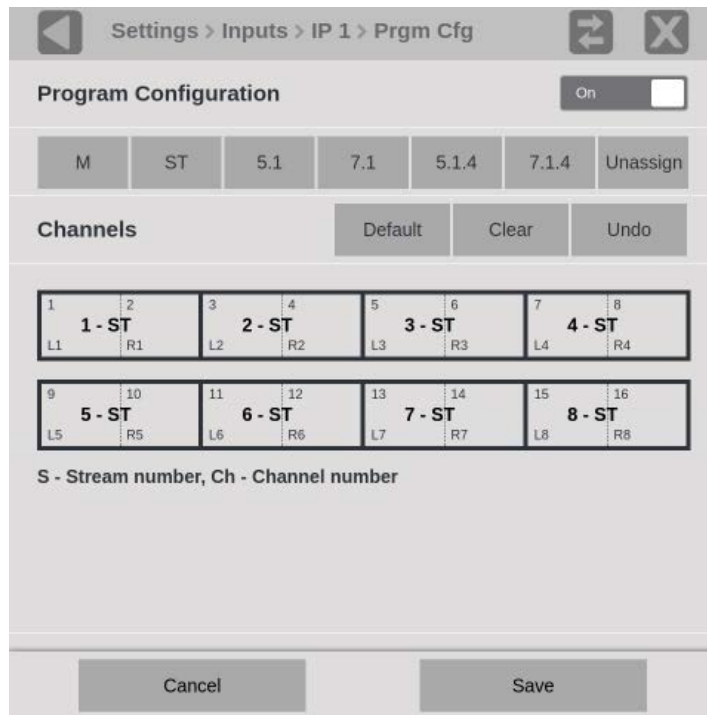 Settings > Inputs > IP 1 > Prgm Cfg
Program Configuration On
M ST 5.1 7.1 5.1.4 7.1.4 Unassign
Channels Default Clear Undo
1 2 3 4 5 6 7 8
1 - ST 2 - ST 3 - ST 4 - ST
L1 R1 L2 R2 L3 R3 L4 R4
9 10 11 12 13 14 15 16
5 - ST 6 - ST 7 - ST 8 - ST
L5 R5 L6 R6 L7 R7 L8 R8
S - Stream number, Ch - Channel number
Cancel Save